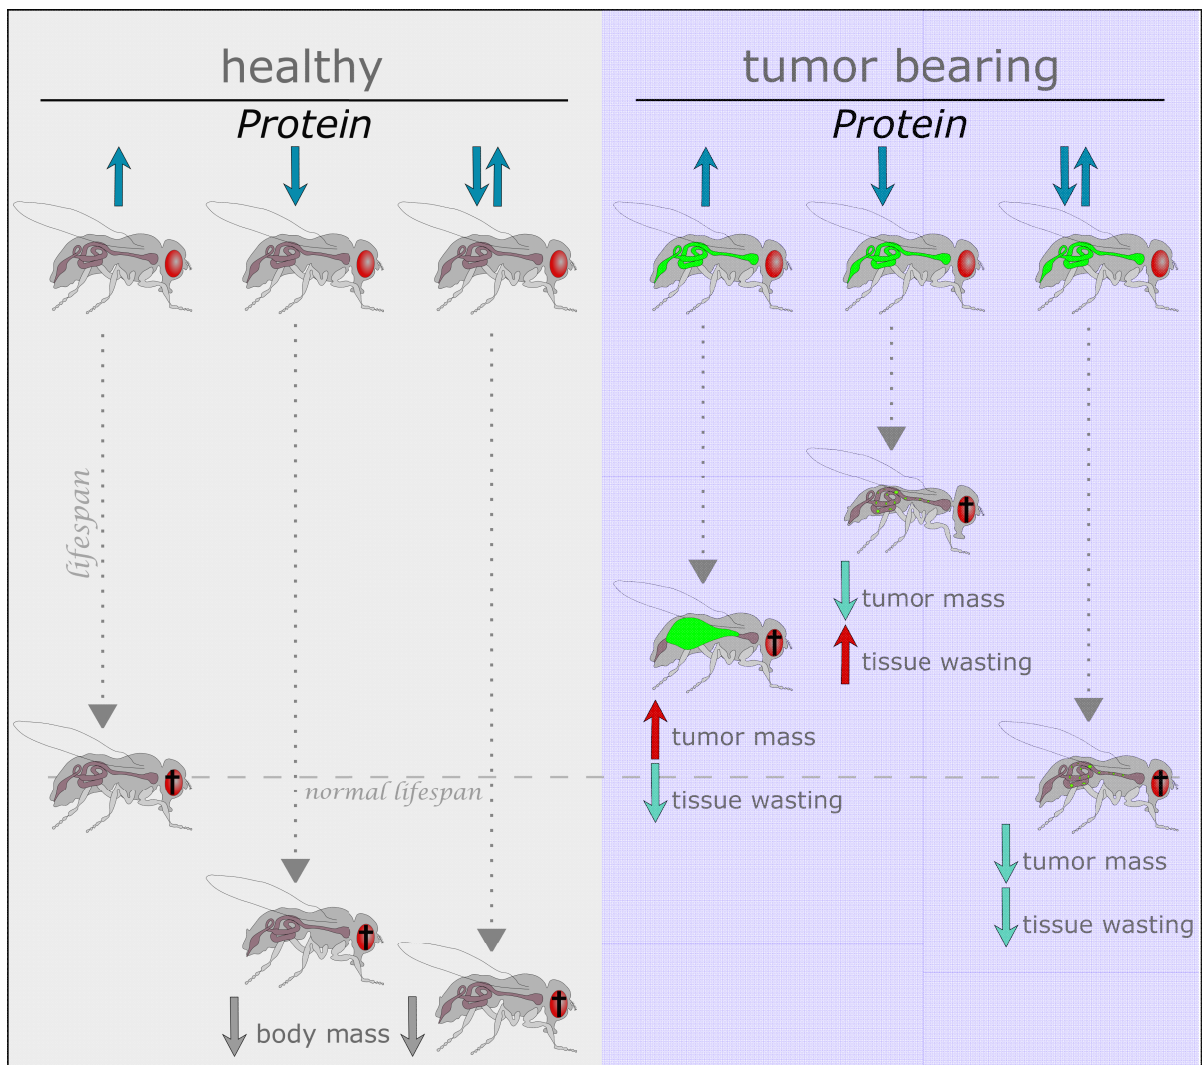 healthy
tumor bearing
Protein
Protein
lifespan
tumor mass
tissue wasting
tumor mass
tissue wasting
normal lifespan
tumor mass
tissue wasting
body mass